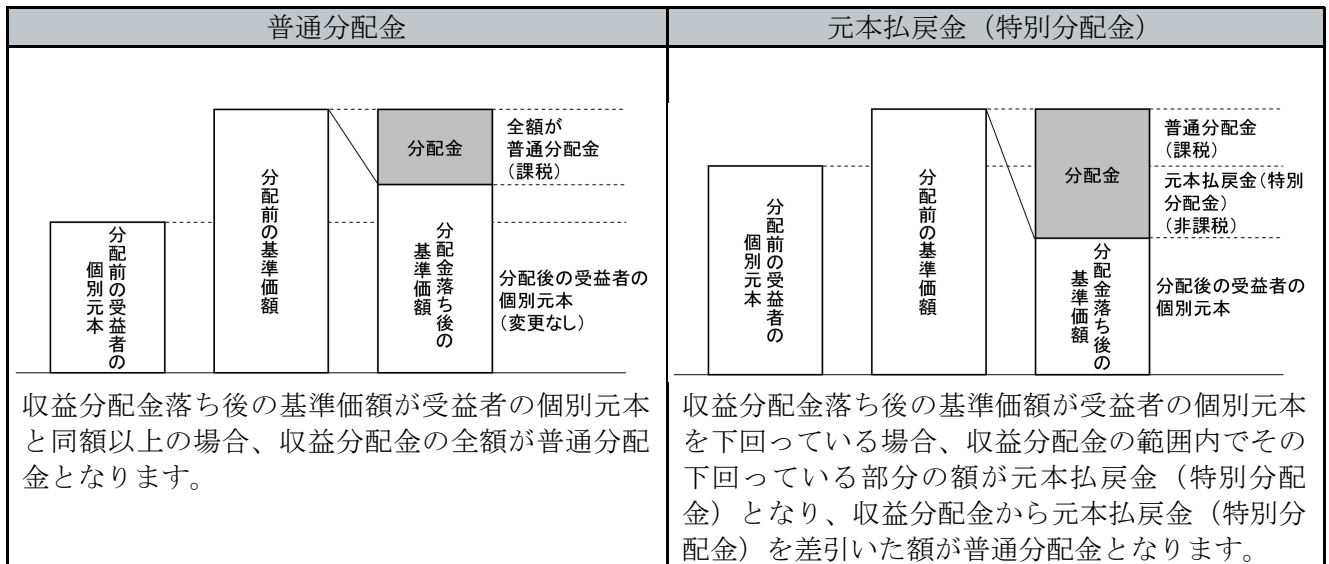 普通分配金
分配前の受益者の
個別元本
分配前の基準価額
分配金
分配金落ち後の
基準価額
全額が
普通分配金
(課税)
分配後の受益者の
個別元本
(変更なし)
収益分配金落ち後の基準価額が受益者の個別元本
と同額以上の場合、収益分配金の全額が普通分配
金となります。
元本払戻金（特別分配金）
分配前の受益者の
個別元本
分配前の基準価額
分配金
分配金落ち後の
基準価額
普通分配金
(課税)
元本払戻金(特別
分配金)
(非課税)
分配後の受益者の
個別元本
収益分配金落ち後の基準価額が受益者の個別元本
を下回っている場合、収益分配金の範囲内でその
下回っている部分の額が元本払戻金（特別分配
金）となり、収益分配金から元本払戻金（特別分
配金）を差引いた額が普通分配金となります。